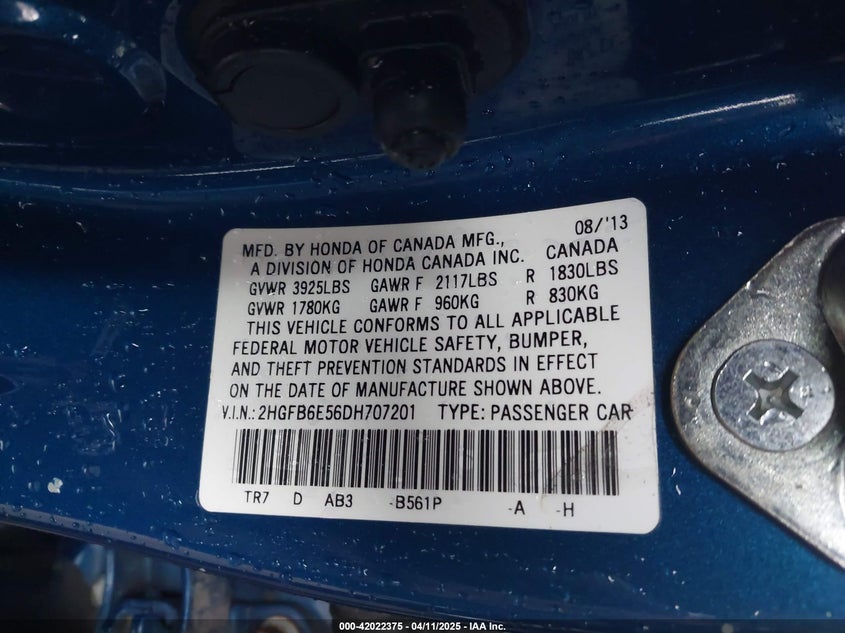 08/'13
MFD. BY HONDA OF CANADA MFG.,
A DIVISION OF HONDA CANADA INC. CANADA
GVWR 3925LBS GAWR F 2117LBS R 1830LBS
GVWR 1780KG GAWR F 960KG R 830KG
THIS VEHICLE CONFORMS TO ALL APPLICABLE
FEDERAL MOTOR VEHICLE SAFETY, BUMPER,
AND THEFT PREVENTION STANDARDS IN EFFECT
ON THE DATE OF MANUFACTURE SHOWN ABOVE.
V.I.N.: 2HGFB6E56DH707201 TYPE: PASSENGER CAR
TR7 D AB3 -B561P -A -H
000-42022375 - 04/11/2025 - IAA Inc.